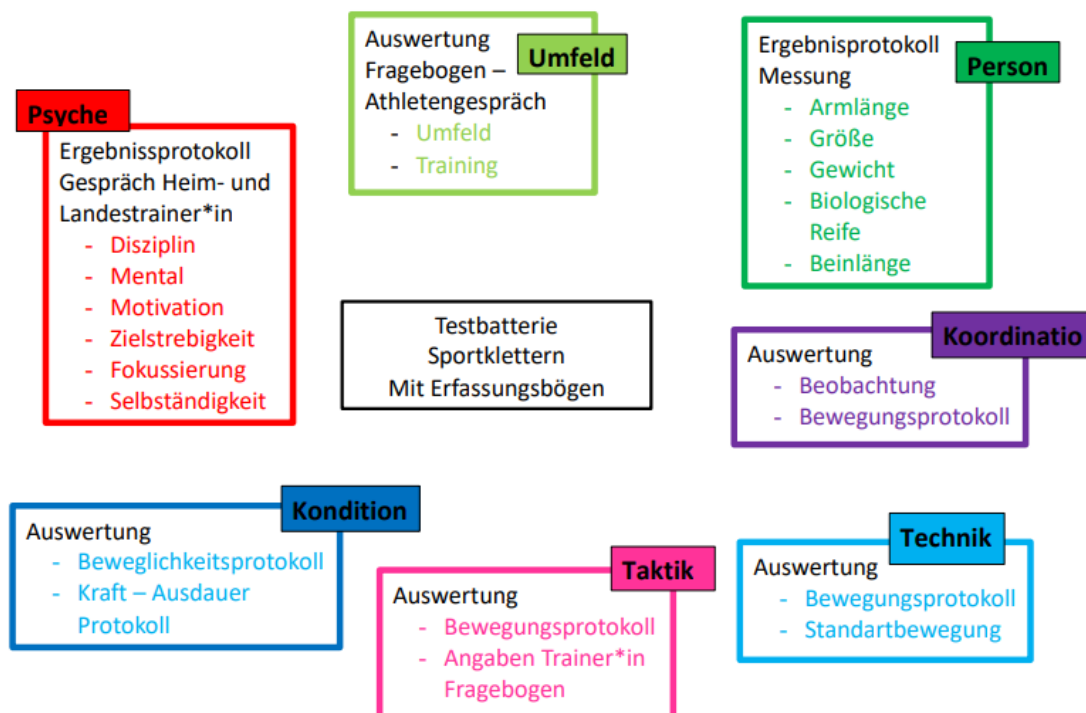 Umfeld
Auswertung
Fragebogen –
Athletengespräch
- Umfeld
- Training
Person
Ergebnisprotokoll
Messung
- Armlänge
- Größe
- Gewicht
- Biologische
Reife
- Beinlänge
Psyche
Ergebnissprotokoll
Gespräch Heim- und
Landestrainer*in
- Disziplin
- Mental
- Motivation
- Zielstrebigkeit
- Fokussierung
- Selbständigkeit
Testbatterie
Sportklettern
Mit Erfassungsbögen
Koordinatio
Auswertung
- Beobachtung
- Bewegungsprotokoll
Kondition
Auswertung
- Beweglichkeitsprotokoll
- Kraft – Ausdauer
Protokoll
Taktik
Auswertung
- Bewegungsprotokoll
- Angaben Trainer*in
Fragebogen
Technik
Auswertung
- Bewegungsprotokoll
- Standartbewegung